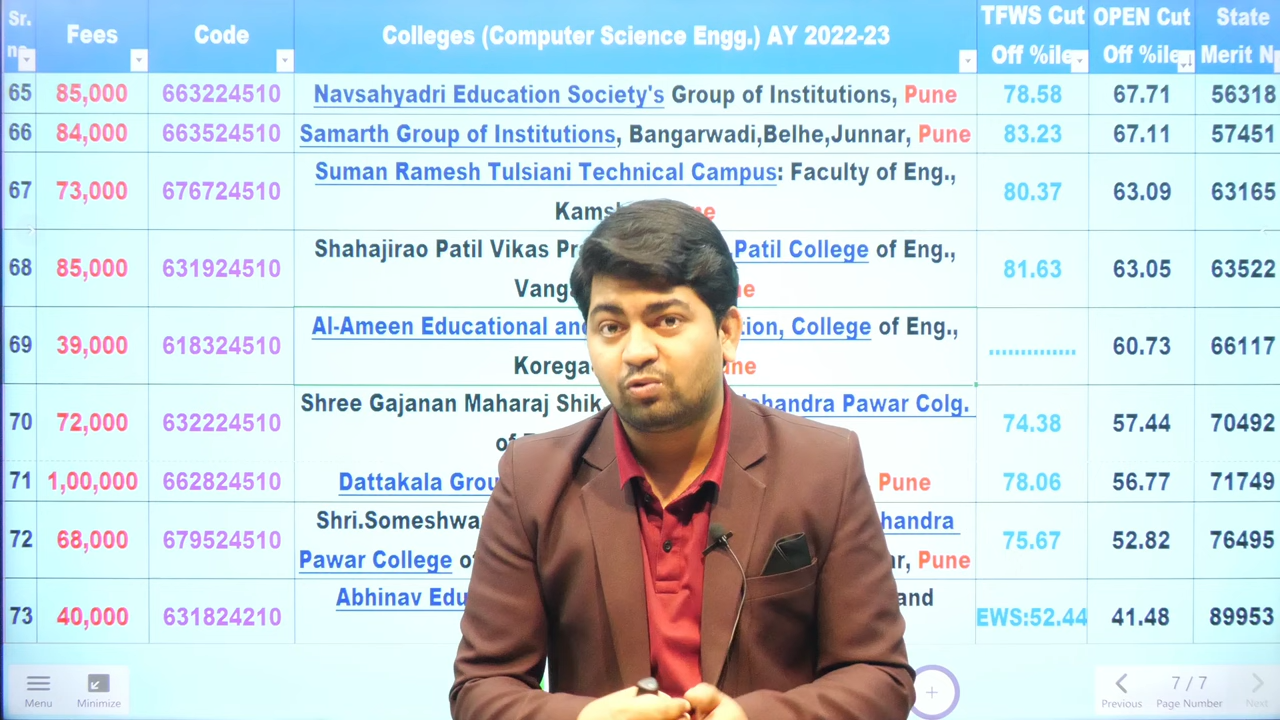 Sr. no Fees Code Colleges (Computer Science Engg.) AY 2022-23 TFWS Cut Off %ile OPEN Cut Off %ile State Merit N
65 85,000 663224510 Navsahyadri Education Society's Group of Institutions, Pune 78.58 67.71 56318
66 84,000 663524510 Samarth Group of Institutions, Bangarwadi,Belhe,Junnar, Pune 83.23 67.11 57451
67 73,000 676724510 Suman Ramesh Tulsiani Technical Campus: Faculty of Eng., 80.37 63.09 63165
68 85,000 631924510 Shahajirao Patil Vikas Patil College of Eng., 81.63 63.05 63522
69 39,000 618324510 Al-Ameen Educational and College of Eng., .............. 60.73 66117
70 72,000 632224510 Shree Gajanan Maharaj Pawar Colg. 74.38 57.44 70492
of
71 1,00,000 662824510 Dattakala Pune 78.06 56.77 71749
72 68,000 679524510 75.67 52.82 76495
Pawar College Pune
73 40,000 631824210 Abhinav EWS:52.44 41.48 89953
Menu Minimize Previous 7 / 7 Page Number Next